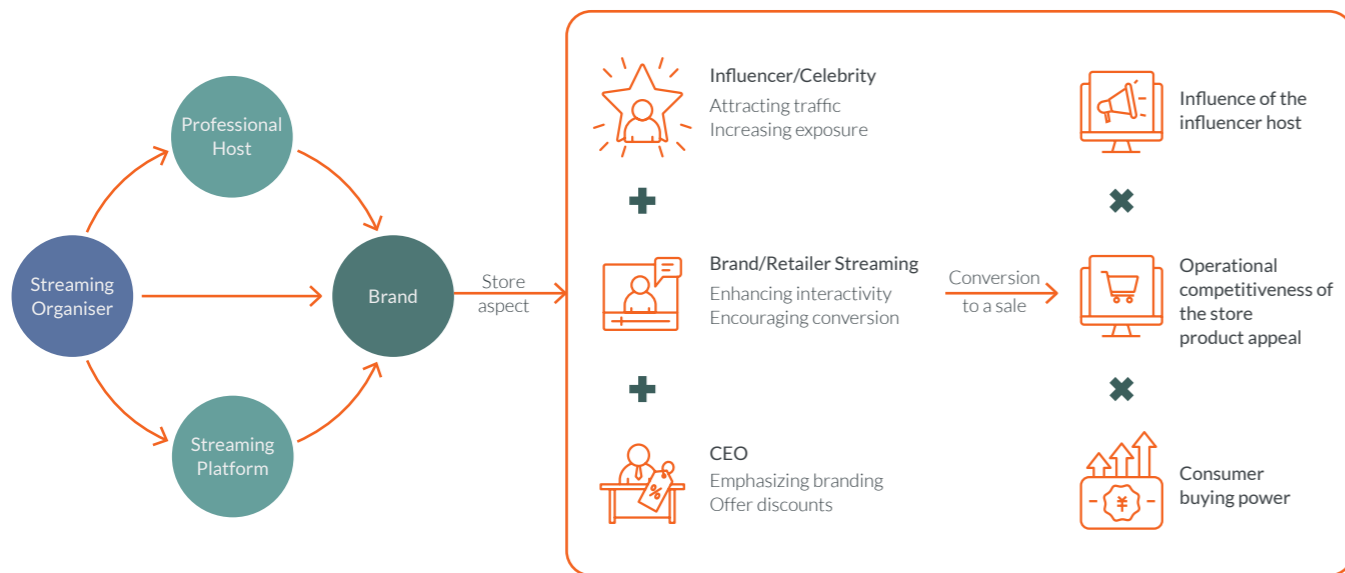 Professional
Host
Streaming
Organiser
Brand
Streaming
Platform
Store
aspect
Influencer/Celebrity
Attracting traffic
Increasing exposure
Brand/Retailer Streaming
Enhancing interactivity
Encouraging conversion
CEO
Emphasizing branding
Offer discounts
%
Conversion
to a sale
Influence of the
influencer host
Operational
competitiveness of
the store
product appeal
Consumer
buying power
¥